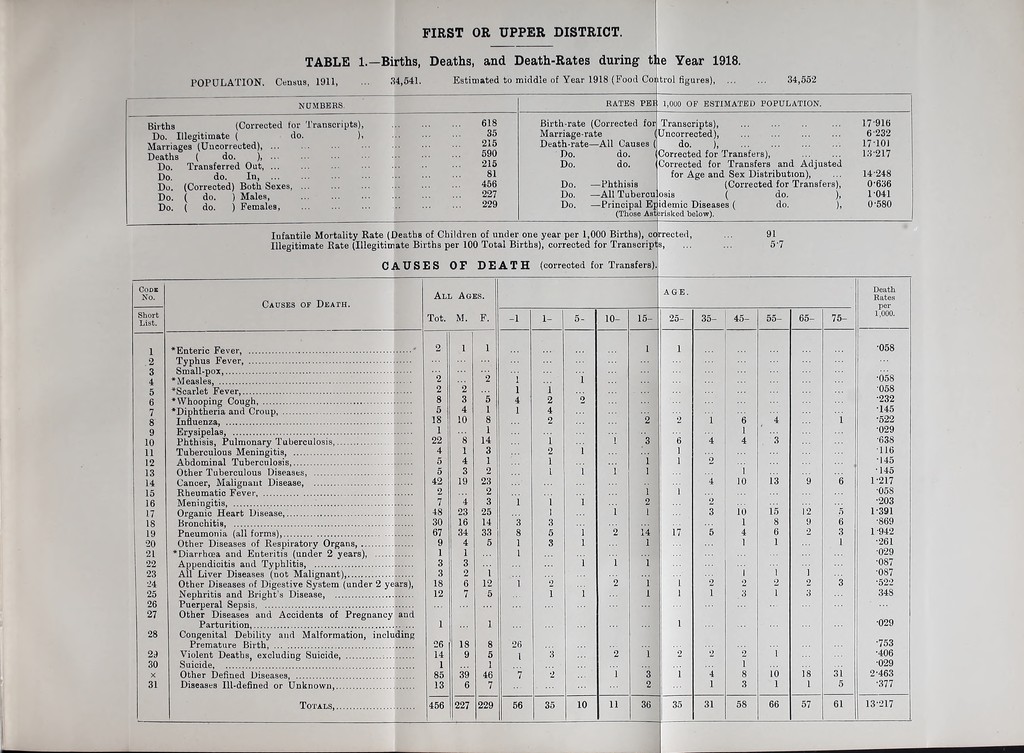 FIRST OR UPPER DISTRICT.
TABLE 1.—Births, Deaths, and Death-Rates during the Year 1918.
POPULATION, Census, 1911, ... 34,541. Estimated to middle of Year 1918 (Food Control figures), ... ... 34,552
NUMBERS.
Births (Corrected for Transcripts), ... ... ... 618
Do. Illegitimate ( do. ), ... ... ... 35
Marriages (Uncorrected), ... ... ... ... ... 215
Deaths ( do. ), ... ... ... ... ... 590
Do. Transferred Out, ... ... ... ... ... 215
Do. do. In, ... ... ... ... ... 81
Do. (Corrected) Both Sexes, ... ... ... ... 456
Do. ( do. ) Males, ... ... ... ... 227
Do. ( do. ) Females, ... ... ... ... 229
RATES PER 1,000 OF ESTIMATED POPULATION.
Birth-rate (Corrected for Transcripts), ... ... .. ... 17·916
Marriage-rate (Uncorrected), ... ... ... ... 6·232
Death-rate—All Causes ( do. ), ... ... ... ... 17·101
Do. do. (Corrected for Transfers), ... ... 13·217
Do. do. (Corrected for Transfers and Adjusted
for Age and Sex Distribution), ... 14·248
Do. —Phthisis (Corrected for Transfers), 0·636
Do. —All Tuberculosis ( do. ), 1·041
Do. —Principal Epidemic Diseases ( do. ), 0·580
(Those Asterisked below).
Infantile Mortality Rate (Deaths of Children of under one year per 1,000 Births), corrected, ... 91
Illegitimate Rate (Illegitimate Births per 100 Total Births), corrected for Transcripts, ... ... 5·7
CAUSES OF DEATH (corrected for Transfers).
Code No. Short List. Causes of Death. All Ages. AGE. Death Rates per 1,000.
Tot. M. F. -1 1- 5- 10- 15- 25- 35- 45- 55- 65- 75-
1 *Enteric Fever, 2 1 1 ... ... ... ... 1 1 ... ... ... ... ... ·058
2 Typhus Fever, ... ... ... ... ... ... ... ... ... ... ... ... ... ... ...
3 Small-pox, ... ... ... ... ... ... ... ... ... ... ... ... ... ... ...
4 *Measles, 2 ... 2 1 ... 1 ... ... ... ... ... ... ... ... ·058
5 *Scarlet Fever, 2 2 ... 1 1 ... ... ... ... ... ... ... ... ... ·058
6 *Whooping Cough, 8 3 5 4 2 2 ... ... ... ... ... ... ... ... ·232
7 *Diphtheria and Croup, 5 4 1 1 4 ... ... ... ... ... ... ... ... ... ·145
8 Influenza, 18 10 8 ... 2 ... ... 2 2 1 6 4 ... 1 ·522
9 Erysipelas, 1 ... 1 ... ... ... ... ... ... ... 1 ... ... ... ·029
10 Phthisis, Pulmonary Tuberculosis, 22 8 14 ... 1 ... 1 3 6 4 4 3 ... ... ·638
11 Tuberculous Meningitis, 4 1 3 ... 2 1 ... ... 1 ... ... ... ... ... ·116
12 Abdominal Tuberculosis, 5 4 1 ... 1 ... ... 1 1 2 ... ... ... ... ·145
13 Other Tuberculous Diseases, 5 3 2 ... 1 1 1 1 ... ... 1 ... ... ... ·145
14 Cancer, Malignant Disease, 42 19 23 ... ... ... ... ... ... 4 10 13 9 6 1·217
15 Rheumatic Fever, 2 ... 2 ... ... ... ... 1 1 ... ... ... ... ... ·058
16 Meningitis, 7 4 3 1 1 1 ... 2 ... 2 ... ... ... ... ·203
17 Organic Heart Disease, 48 23 25 ... 1 ... 1 1 ... 3 10 15 12 5 1·391
18 Bronchitis, 30 16 14 3 3 ... ... ... ... ... 1 8 9 6 ·869
19 Pneumonia (all forms), 67 34 33 8 5 1 2 14 17 5 4 6 2 3 1·942
20 Other Diseases of Respiratory Organs, 9 4 5 1 3 1 ... 1 ... ... 1 1 ... 1 ·261
21 *Diarrhœa and Enteritis (under 2 years), 1 1 ... 1 ... ... ... ... ... ... ... ... ... ... ·029
22 Appendicitis and Typhlitis, 3 3 ... ... ... 1 1 1 ... ... ... ... ... ... ·087
23 All Liver Diseases (not Malignant), 3 2 1 ... ... ... ... ... ... ... 1 1 1 ... ·087
24 Other Diseases of Digestive System (under 2 years), 18 6 12 1 2 ... 2 1 1 2 2 2 2 3 ·522
25 Nephritis and Bright's Disease, 12 7 5 ... 1 1 ... 1 1 1 3 1 3 ... 348
26 Puerperal Sepsis, ... ... ... ... ... ... ... ... ... ... ... ... ... ... ...
27 Other Diseases and Accidents of Pregnancy and
Parturition, 1 ... 1 ... ... ... ... ... 1 ... ... ... ... ... ·029
28 Congenital Debility and Malformation, including
Premature Birth, 26 18 8 26 ... ... ... ... ... ... ... ... ... ... ·753
29 Violent Deaths, excluding Suicide, 14 9 5 1 3 ... 2 1 2 2 2 1 ... ... ·406
30 Suicide, 1 ... 1 ... ... ... ... ... ... ... 1 ... ... ... ·029
× Other Defined Diseases, 85 39 46 7 2 ... 1 3 1 4 8 10 18 31 2·463
31 Diseases Ill-defined or Unknown, 13 6 7 ... ... ... ... 2 ... 1 3 1 1 5 ·377
Totals, 456 227 229 56 35 10 11 36 35 31 58 66 57 61 13·217